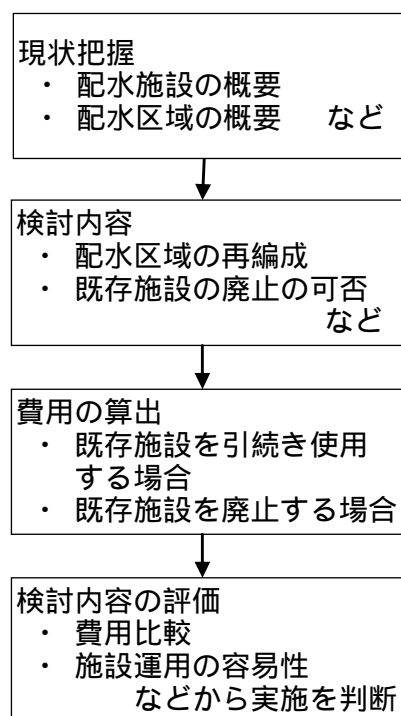 現状把握
・ 配水施設の概要
・ 配水区域の概要 など
検討内容
・ 配水区域の再編成
・ 既存施設の廃止の可否
など
費用の算出
・ 既存施設を引続き使用
する場合
・ 既存施設を廃止する場合
検討内容の評価
・ 費用比較
・ 施設運用の容易性
などから実施を判断